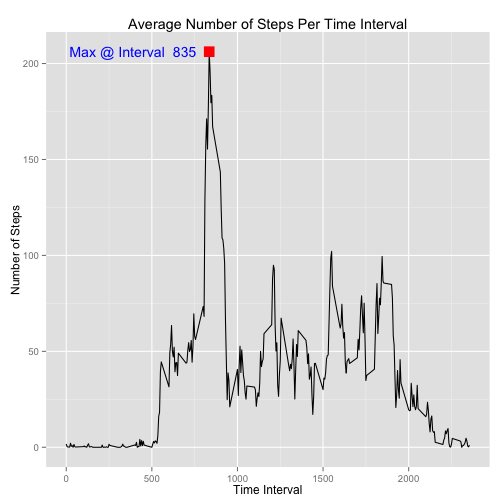 Average Number of Steps Per Time Interval
Max @ Interval  835
200
150
100
50
0
Number of Steps
0 500 1000 1500 2000
Time Interval